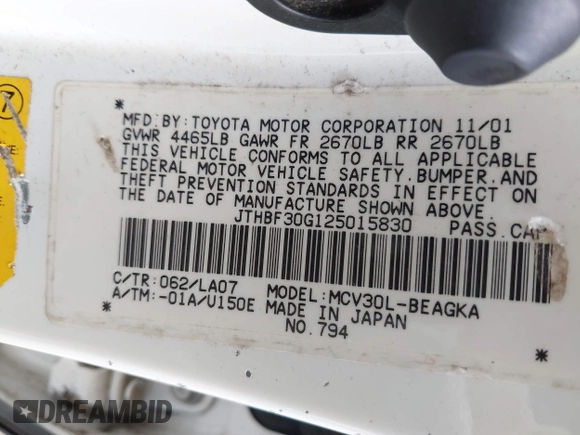 7
MFD.BY:TOYOTA MOTOR CORPORATION 11/01
GVWR 4465LB GAWR FR 2670LB RR 2670LB
THIS VEHICLE CONFORMS TO ALL APPLICABLE
FEDERAL MOTOR VEHICLE SAFETY.BUMPER.AND
THEFT PREVENTION STANDARDS IN EFFECT ON
THE DATE OF MANUFACTURE SHOWN ABOVE.
JTHBF30G125015830 PASS.CAR
C/TR:062/LA07 MODEL:MCV30L-BEAGKA
A/TM:-01A/U150E MADE IN JAPAN
NO.794
DREAMBID